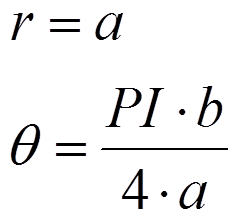 r = a
θ = PI · b / 4 · a